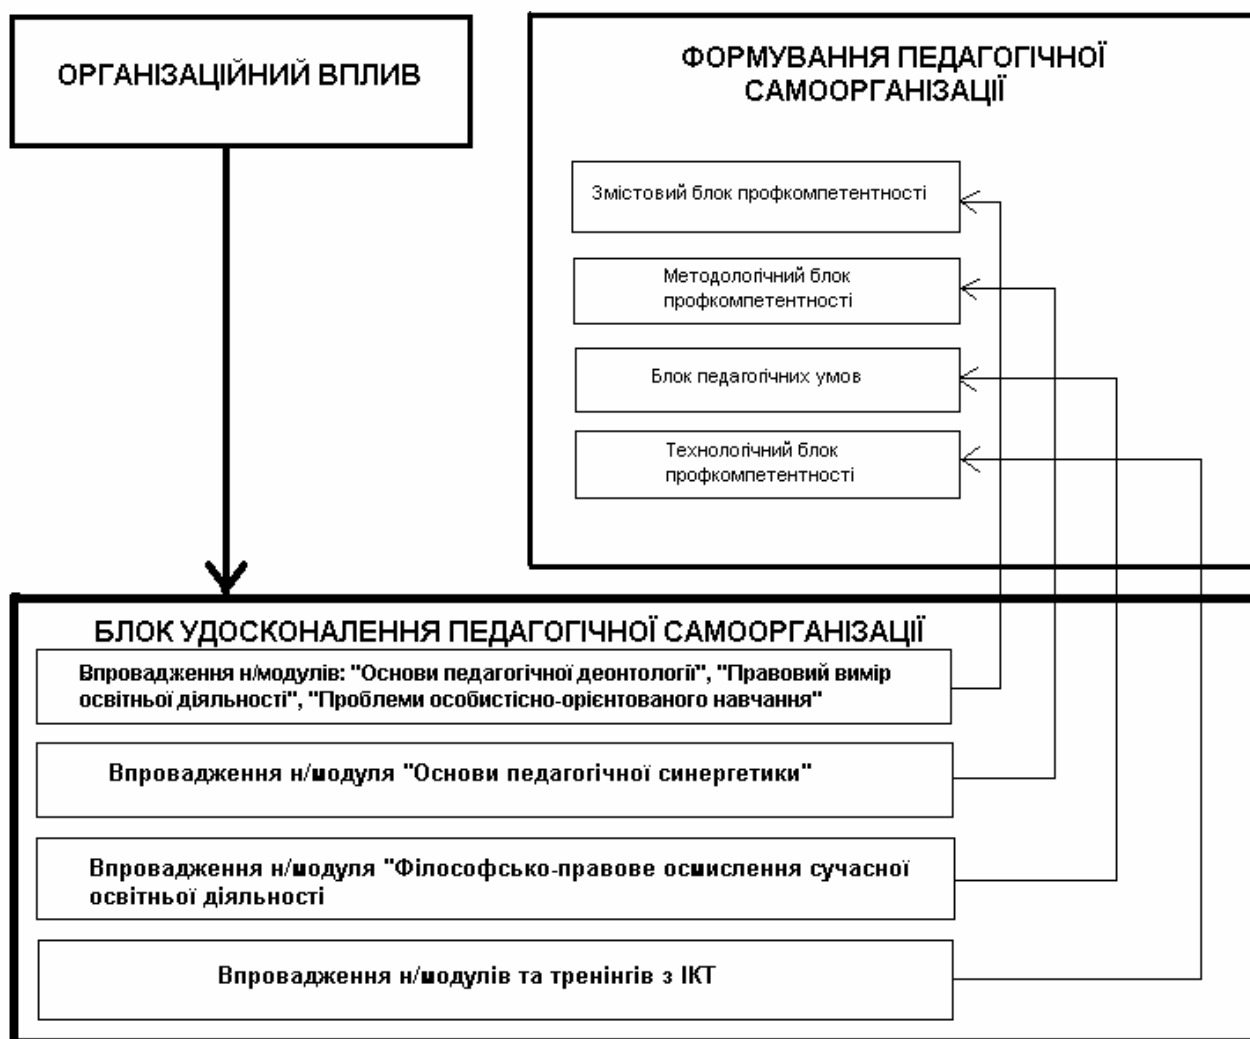 ОРГАНІЗАЦІЙНИЙ ВПЛИВ
ФОРМУВАННЯ ПЕДАГОГІЧНОЇ
САМООРГАНІЗАЦІЇ
Змістовий блок профкомпетентності
Методологічний блок
профкомпетентності
Блок педагогічних умов
Технологічний блок
профкомпетентності
БЛОК УДОСКОНАЛЕННЯ ПЕДАГОГІЧНОЇ САМООРГАНІЗАЦІЇ
Впровадження н/модулів: "Основи педагогічної деонтології", "Правовий вимір
освітньої діяльності", "Проблеми особистісно-орієнтованого навчання"
Впровадження н/модуля "Основи педагогічної синергетики"
Впровадження н/модуля "Філософсько-правове осмислення сучасної
освітньої діяльності
Впровадження н/модулів та тренінгів з ІКТ